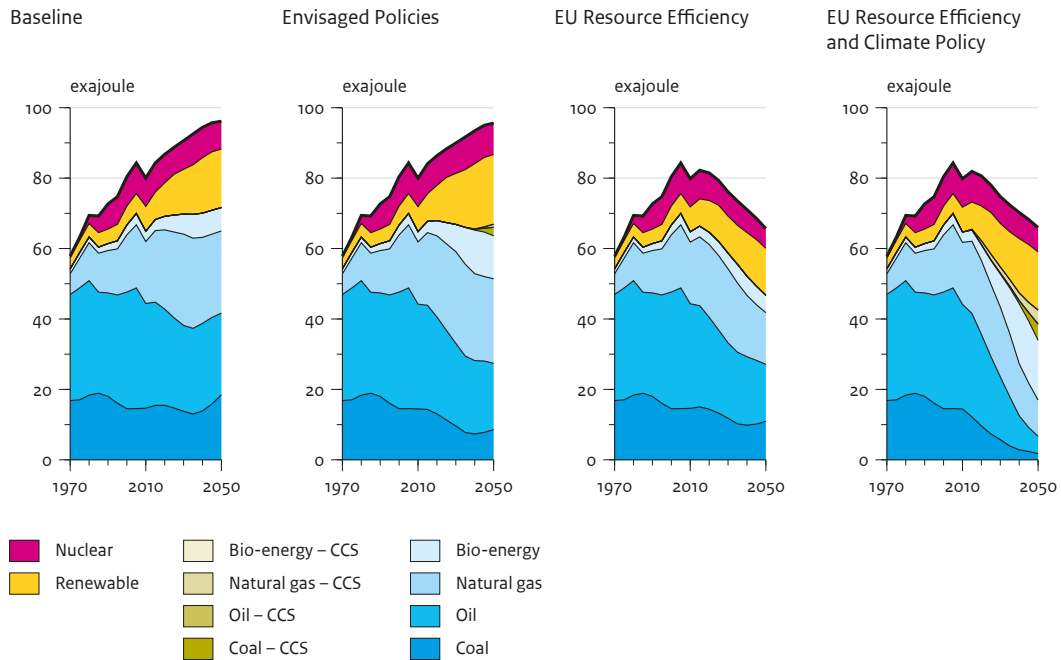 Baseline
exajoule
100
80
60
40
20
0
1970
2010
2050
Envisaged Policies
exajoule
100
80
60
40
20
0
1970
2010
2050
EU Resource Efficiency
exajoule
100
80
60
40
20
0
1970
2010
2050
EU Resource Efficiency
and Climate Policy
exajoule
100
80
60
40
20
0
1970
2010
2050
Nuclear
Renewable
Bio-energy – CCS
Natural gas – CCS
Oil – CCS
Coal – CCS
Bio-energy
Natural gas
Oil
Coal